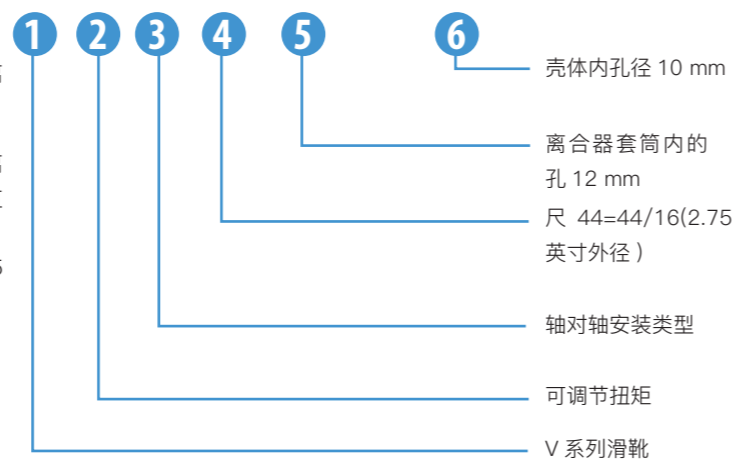 1 2 3 4 5 6
壳体内孔径 10 mm
离合器套筒内的
孔 12 mm
尺 44=44/16(2.75
英寸外径 )
轴对轴安装类型
可调节扭矩
V 系列滑靴